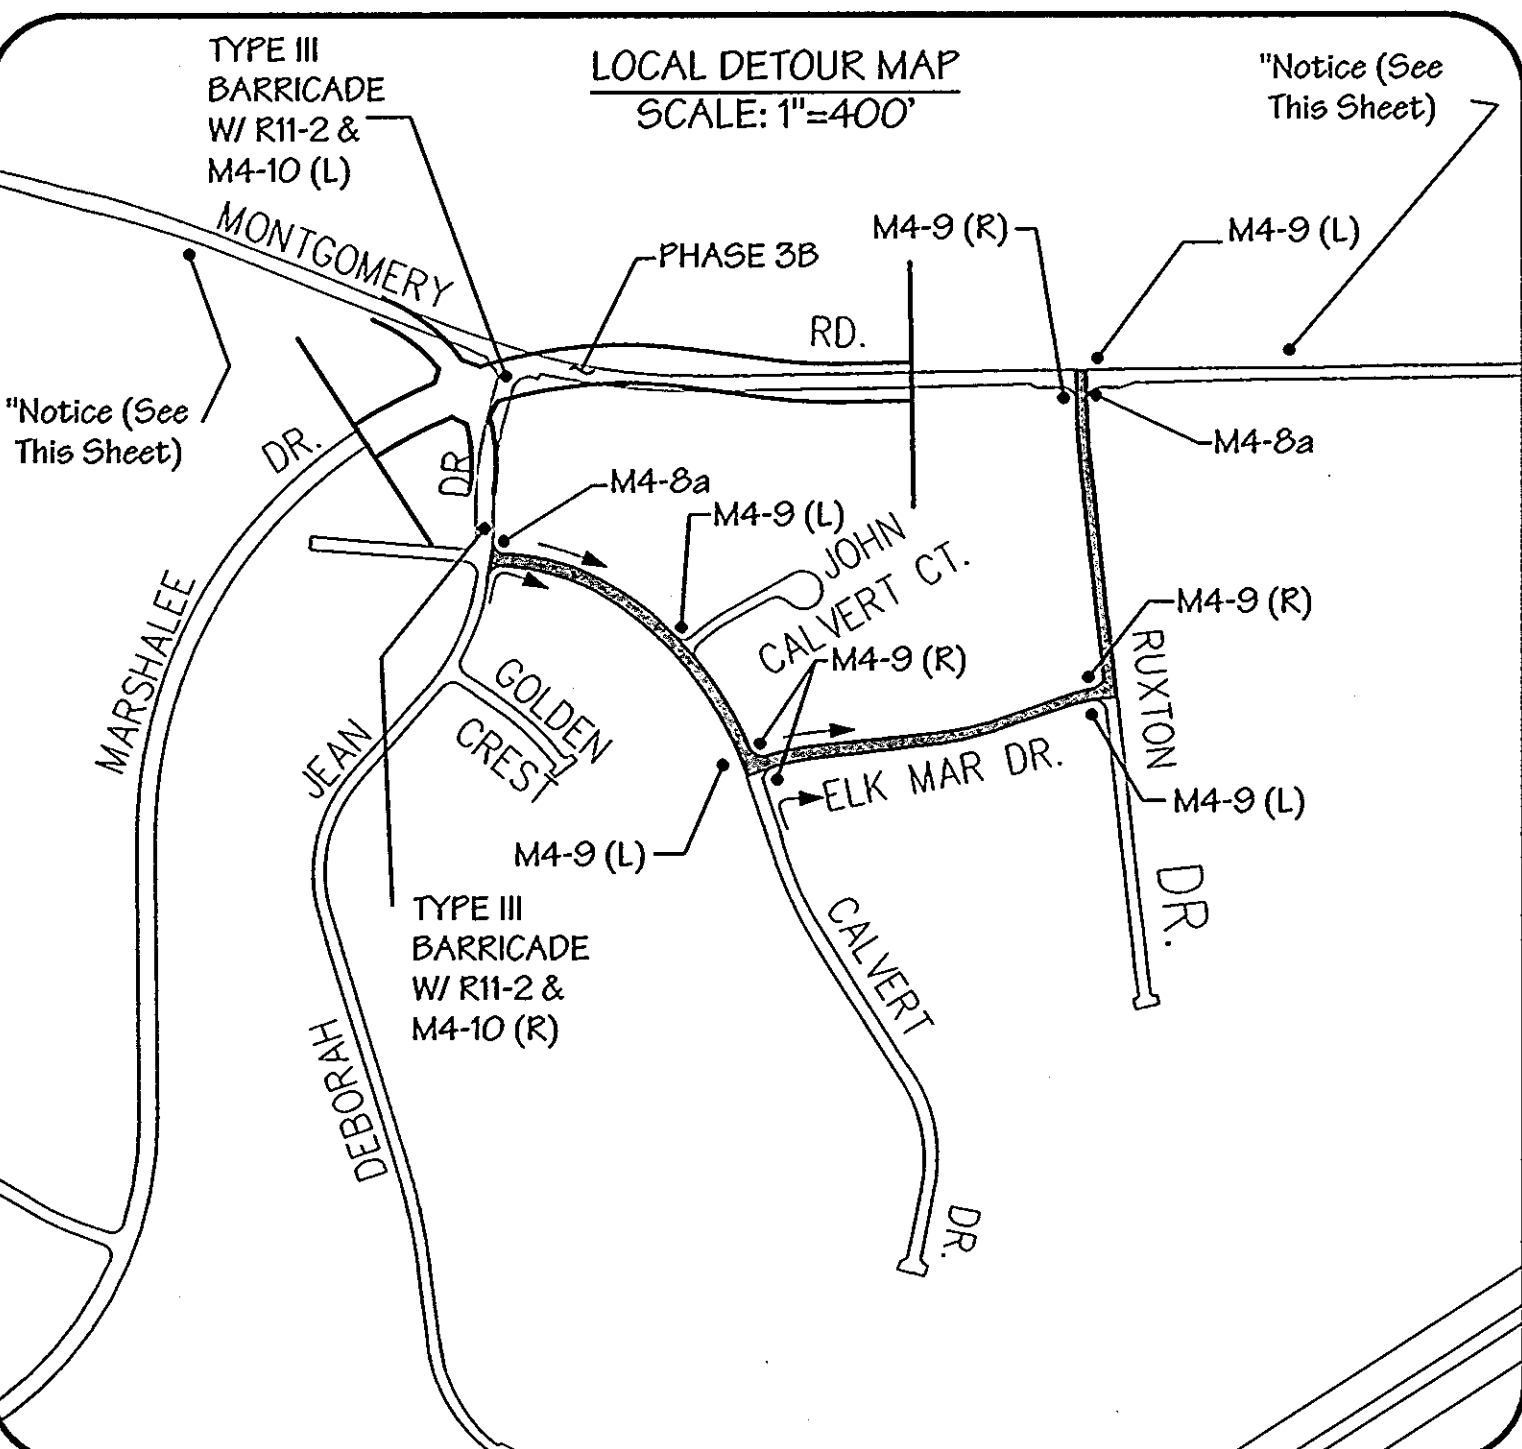 TYPE III
BARRICADE
W/ R11-2 &
M4-10 (L)
LOCAL DETOUR MAP
SCALE: 1"=400'
"Notice (See
This Sheet)
MONTGOMERY
PHASE 3B
M4-9 (R)
M4-9 (L)
RD.
"Notice (See
This Sheet)
DR.
DR
M4-8a
M4-8a
M4-9 (L)
JOHN
CALVERT CT.
M4-9 (R)
M4-9 (R)
RUXTON
MARSHALEE
GOLDEN
CREST
JEAN
ELK MAR DR.
M4-9 (L)
M4-9 (L)
DR.
TYPE III
BARRICADE
W/ R11-2 &
M4-10 (R)
CALVERT
DEBORAH
DR.